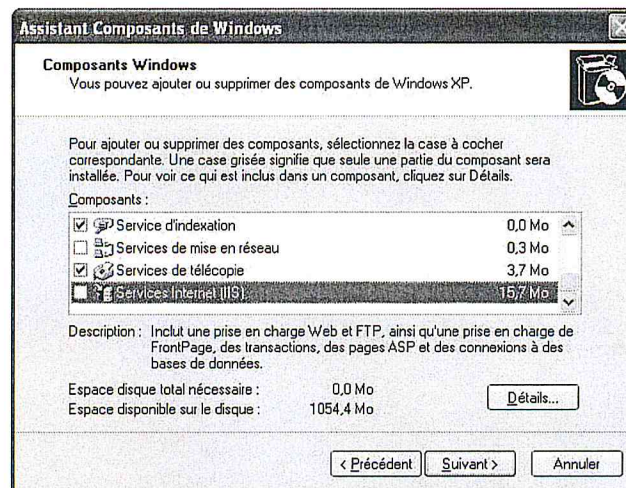 Assistant Composants de Windows
Composants Windows
Vous pouvez ajouter ou supprimer des composants de Windows XP.
Pour ajouter ou supprimer des composants, sélectionnez la case à cocher
correspondante. Une case grisée signifie que seule une partie du composant sera
installée. Pour voir ce qui est inclus dans un composant, cliquez sur Détails.
Composants :
Service d'indexation 0,0 Mo
Services de mise en réseau 0,3 Mo
Services de télécopie 3,7 Mo
Services Internet (IIS) 15,7 Mo
Description : Inclut une prise en charge Web et FTP, ainsi qu'une prise en charge de
FrontPage, des transactions, des pages ASP et des connexions à des
bases de données.
Espace disque total nécessaire : 0,0 Mo
Espace disponible sur le disque : 1054,4 Mo
Détails...
< Précédent Suivant > Annuler